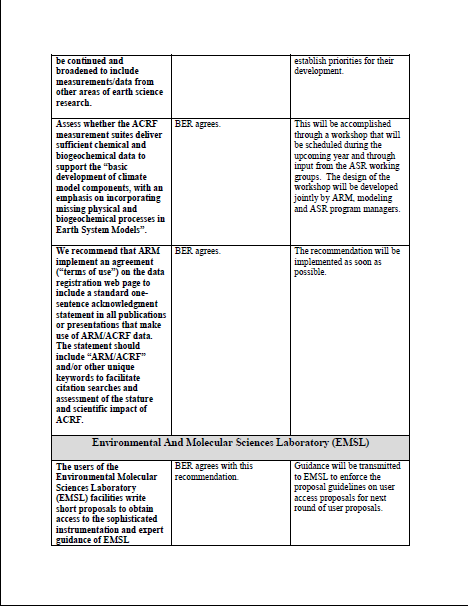 be continued and
broadened to include
measurements/data from
other areas of earth science
research.
establish priorities for their
development.
Assess whether the ACRF
measurement suites deliver
sufficient chemical and
biogeochemical data to
support the “basic
development of climate
model components, with an
emphasis on incorporating
missing physical and
biogeochemical processes in
Earth System Models”.
BER agrees.
This will be accomplished
through a workshop that will
be scheduled during the
upcoming year and through
input from the ASR working
groups.  The design of the
workshop will be developed
jointly by ARM, modeling
and ASR program managers.
We recommend that ARM
implement an agreement
(“terms of use”) on the data
registration web page to
include a standard one-
sentence acknowledgment
statement in all publications
or presentations that make
use of ARM/ACRF data.
The statement should
include “ARM/ACRF”
and/or other unique
keywords to facilitate
citation searches and
assessment of the stature
and scientific impact of
ACRF.
BER agrees.
The recommendation will be
implemented as soon as
possible.
Environmental And Molecular Sciences Laboratory (EMSL)
The users of the
Environmental Molecular
Sciences Laboratory
(EMSL) facilities write
short proposals to obtain
access to the sophisticated
instrumentation and expert
guidance of EMSL
BER agrees with this
recommendation.
Guidance will be transmitted
to EMSL to enforce the
proposal guidelines on user
access proposals for next
round of user proposals.